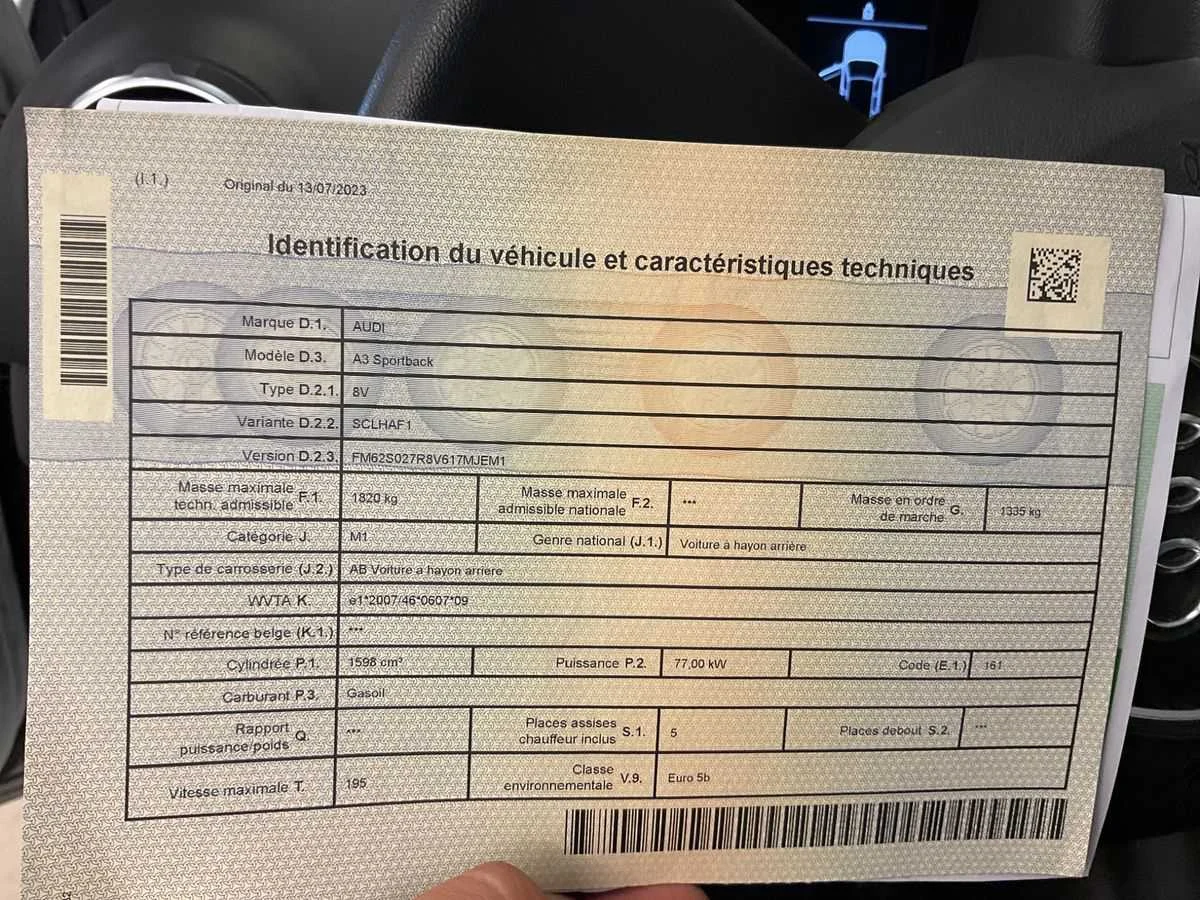 (I.1.) Original du 13/07/2023
Identification du véhicule et caractéristiques techniques
Marque D.1. AUDI
Modèle D.3. A3 Sportback
Type D.2.1. 8V
Variante D.2.2. SCLHAF1
Version D.2.3. FM62S027R8V617MJEM1
Masse maximale techn. admissible F.1. 1820 kg Masse maximale admissible nationale F.2. *** Masse en ordre de marche G. 1335 kg
Catégorie J. M1 Genre national (J.1.) Voiture à hayon arrière
Type de carrosserie (J.2.) AB Voiture à hayon arrière
WVTA K. e1*2007/46*0607*09
N° référence belge (K.1.) ***
Cylindrée P.1. 1598 cm³ Puissance P.2. 77,00 kW Code (E.1.) 161
Carburant P.3. Gasoil
Rapport puissance/poids Q. *** Places assises chauffeur inclus S.1. 5 Places debout S.2. ***
Vitesse maximale T. 195 Classe environnementale V.9. Euro 5b